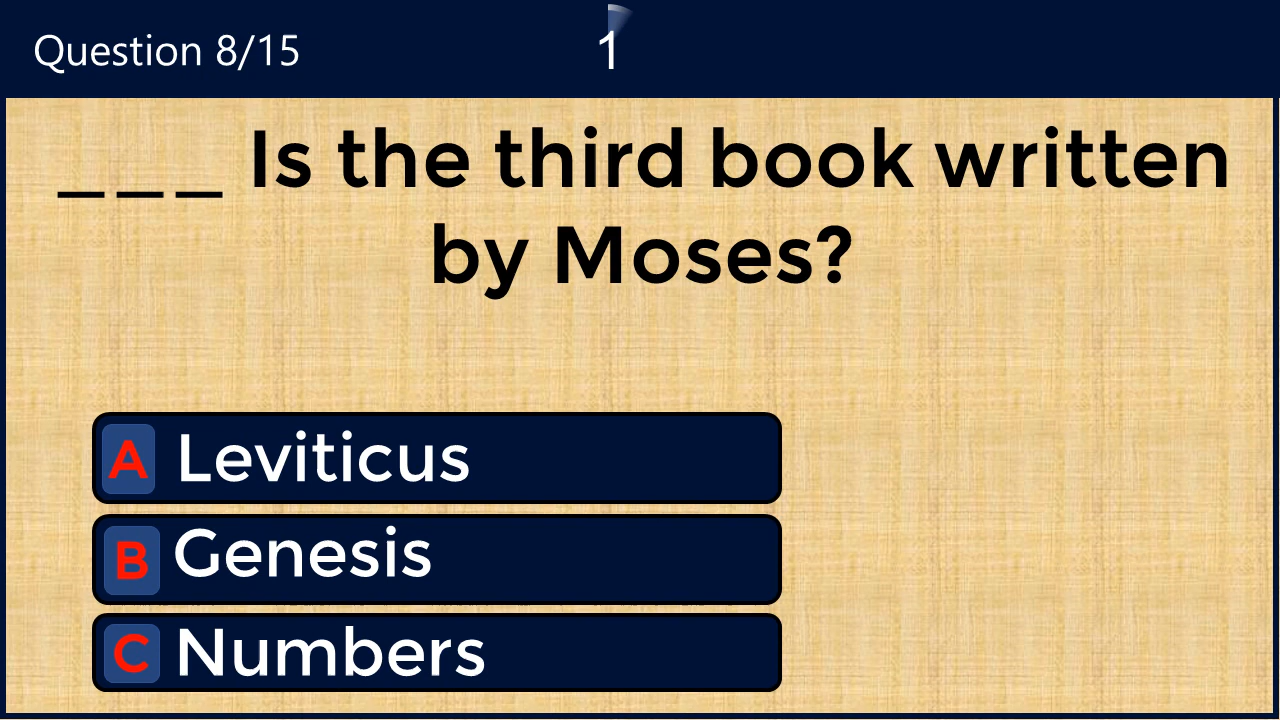 Question 8/15
1
___ Is the third book written
by Moses?
A Leviticus
B Genesis
C Numbers